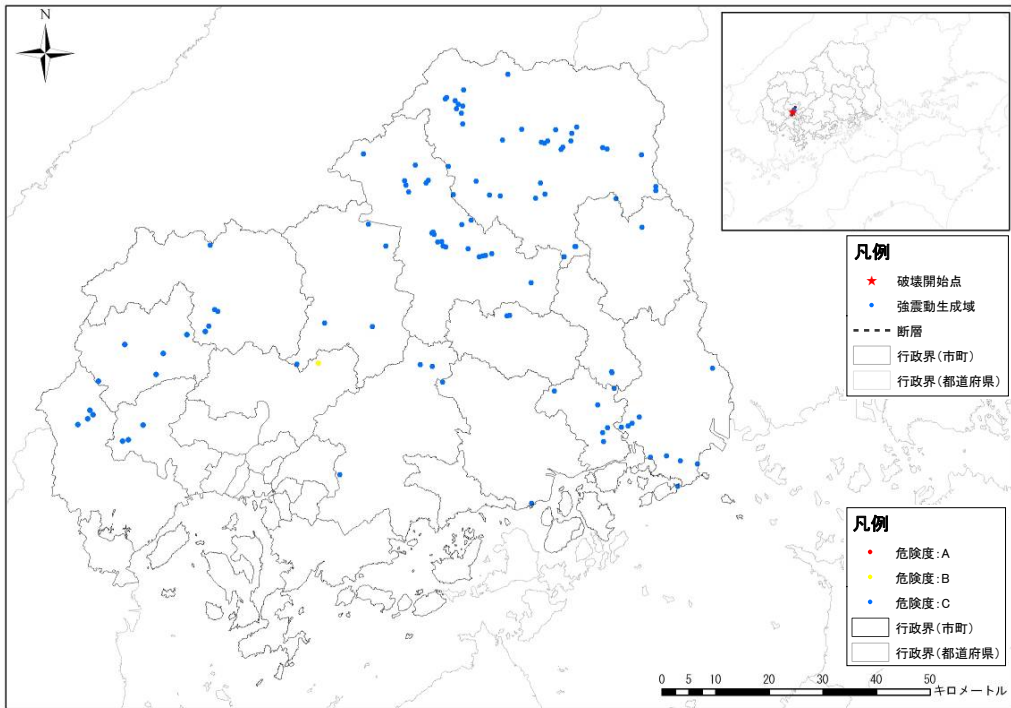 N
凡例
破壊開始点
強震動生成域
断層
行政界(市町)
行政界(都道府県)
凡例
危険度:A
危険度:B
危険度:C
行政界(市町)
行政界(都道府県)
0 5 10 20 30 40 50
キロメートル